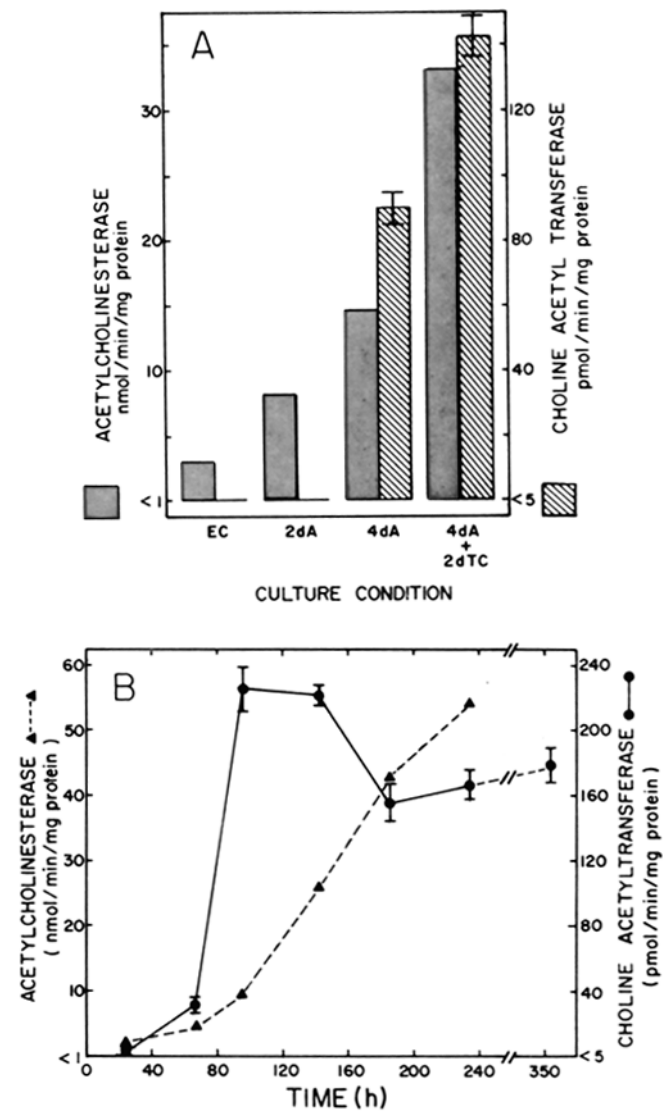 A
ACETYLCHOLINESTERASE
nmol/min/mg protein
30
20
10
<1
120
80
40
<5
CHOLINE ACETYL TRANSFERASE
pmol/min/mg protein
EC
2dA
4dA
4dA
+
2dTC
CULTURE CONDITION
B
ACETYLCHOLINESTERASE
(nmol/min/mg protein)
60
50
40
30
20
10
<1
240
220
160
120
80
40
<5
CHOLINE ACETYLTRANSFERASE
(pmol/min/mg protein)
0
40
80
120
160
200
240
350
TIME (h)